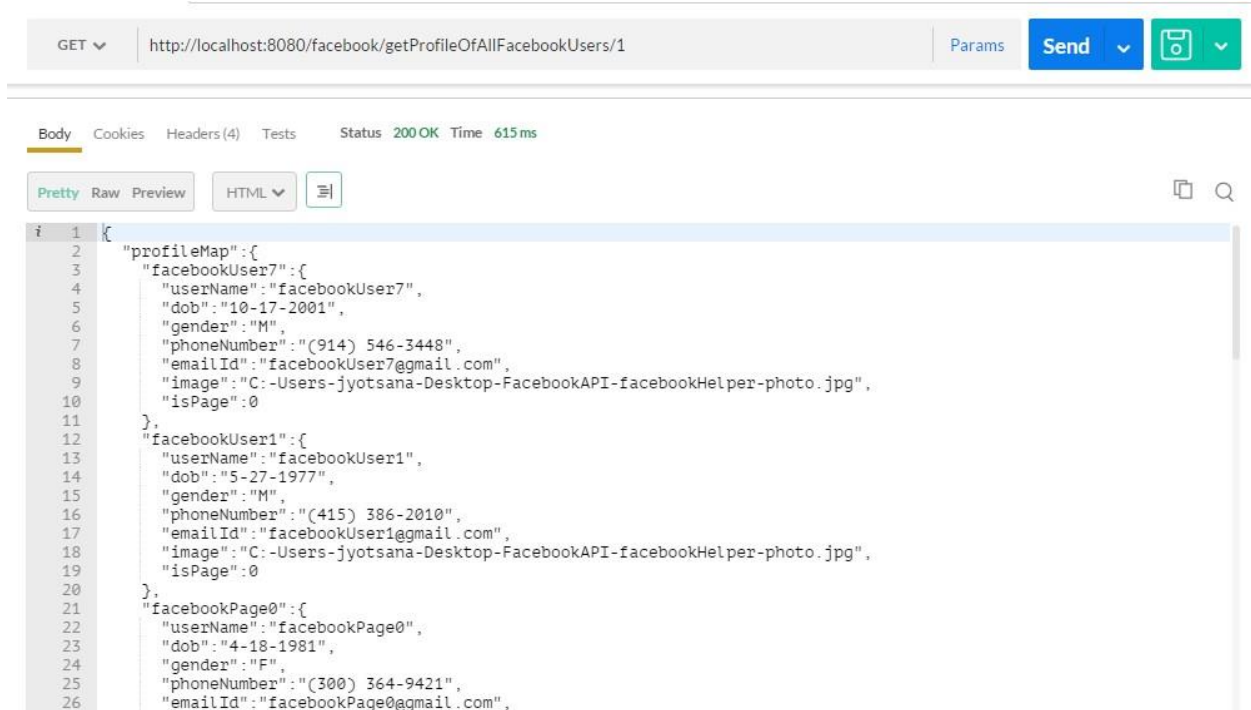 GET http://localhost:8080/facebook/getProfileOfAllFacebookUsers/1 Params Send
Body Cookies Headers (4) Tests Status 200 OK Time 615 ms
Pretty Raw Preview HTML
i 1 {
2 "profileMap":{
3 "facebookUser7":{
4 "userName":"facebookUser7",
5 "dob":"10-17-2001",
6 "gender":"M",
7 "phoneNumber":"(914) 546-3448",
8 "emailId":"facebookUser7@gmail.com",
9 "image":"C:-Users-jyotsana-Desktop-FacebookAPI-facebookHelper-photo.jpg",
10 "isPage":0
11 },
12 "facebookUser1":{
13 "userName":"facebookUser1",
14 "dob":"5-27-1977",
15 "gender":"M",
16 "phoneNumber":"(415) 386-2010",
17 "emailId":"facebookUser1@gmail.com",
18 "image":"C:-Users-jyotsana-Desktop-FacebookAPI-facebookHelper-photo.jpg",
19 "isPage":0
20 },
21 "facebookPage0":{
22 "userName":"facebookPage0",
23 "dob":"4-18-1981",
24 "gender":"F",
25 "phoneNumber":"(300) 364-9421",
26 "emailId":"facebookPage0@gmail.com",